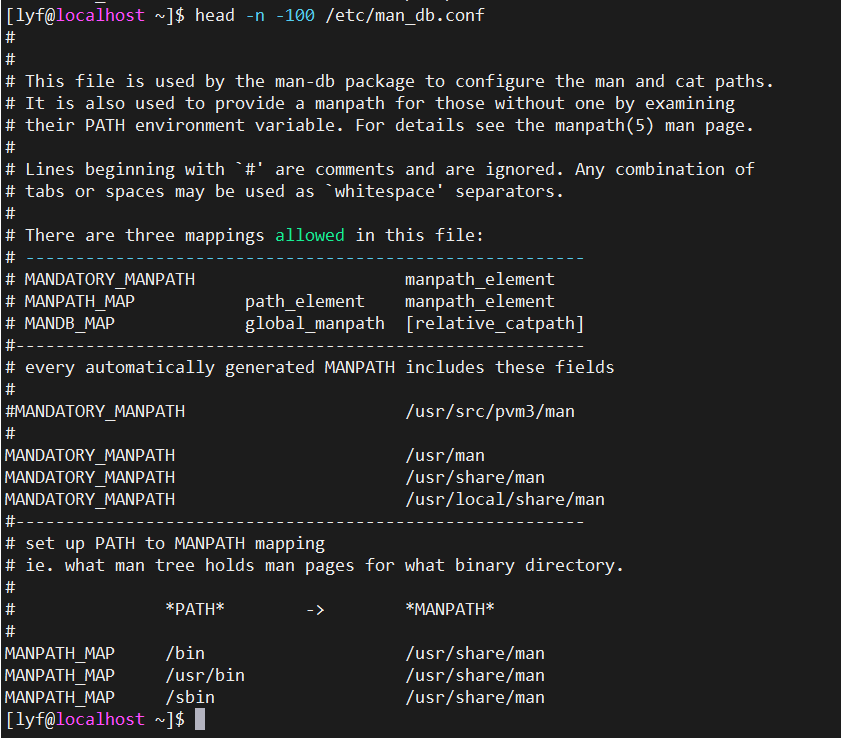 [lyf@localhost ~]$ head -n -100 /etc/man_db.conf
#
#
# This file is used by the man-db package to configure the man and cat paths.
# It is also used to provide a manpath for those without one by examining
# their PATH environment variable. For details see the manpath(5) man page.
#
# Lines beginning with `#' are comments and are ignored. Any combination of
# tabs or spaces may be used as `whitespace' separators.
#
# There are three mappings allowed in this file:
# --------------------------------------------------------
# MANDATORY_MANPATH                     manpath_element
# MANPATH_MAP           path_element    manpath_element
# MANDB_MAP             global_manpath  [relative_catpath]
#---------------------------------------------------------
# every automatically generated MANPATH includes these fields
#
#MANDATORY_MANPATH                      /usr/src/pvm3/man
#
MANDATORY_MANPATH                       /usr/man
MANDATORY_MANPATH                       /usr/share/man
MANDATORY_MANPATH                       /usr/local/share/man
#---------------------------------------------------------
# set up PATH to MANPATH mapping
# ie. what man tree holds man pages for what binary directory.
#
#               *PATH*        ->        *MANPATH*
#
MANPATH_MAP     /bin                    /usr/share/man
MANPATH_MAP     /usr/bin                /usr/share/man
MANPATH_MAP     /sbin                   /usr/share/man
[lyf@localhost ~]$